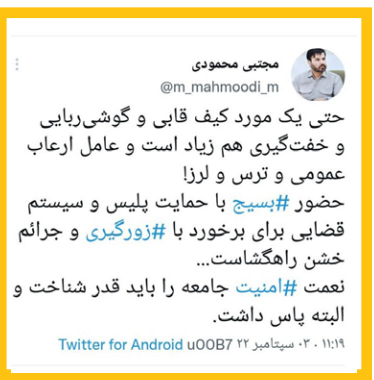 مجتبی محمودی
@m_mahmoodi_m
حتی یک مورد کیف قاپی و گوشی‌ربایی
و خفت‌گیری هم زیاد است و عامل ارعاب
عمومی و ترس و لرز!
حضور #بسیج با حمایت پلیس و سیستم
قضایی برای برخورد با #زورگیری و جرائم
خشن راهگشاست...
نعمت #امنیت جامعه را باید قدر شناخت و
البته پاس داشت.
۱۱:۱۹ · ۰۳ سپتامبر ۲۲ Twitter for Android u00B7